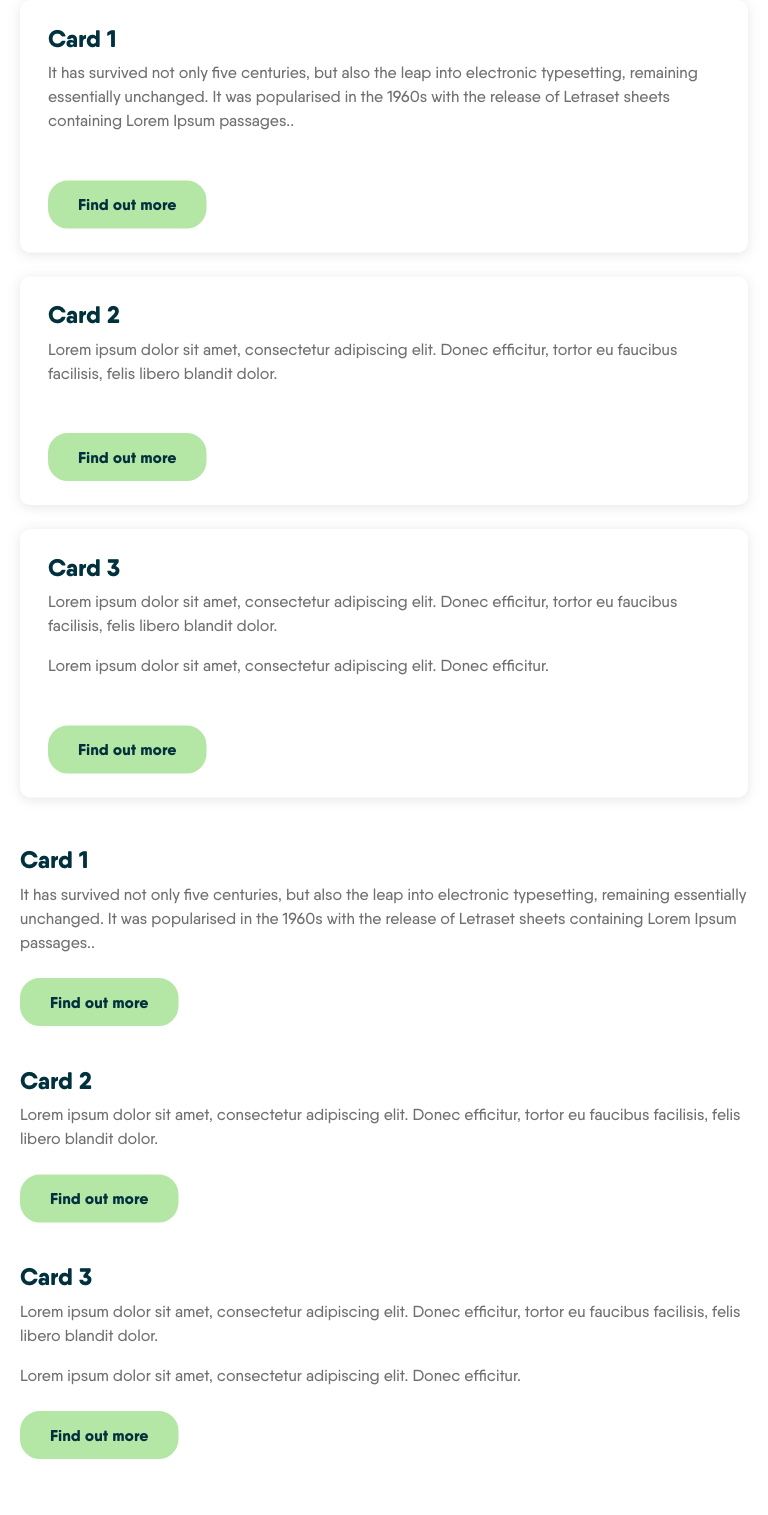 Card 1
It has survived not only five centuries, but also the leap into electronic typesetting, remaining
essentially unchanged. It was popularised in the 1960s with the release of Letraset sheets
containing Lorem Ipsum passages..
Find out more
Card 2
Lorem ipsum dolor sit amet, consectetur adipiscing elit. Donec efficitur, tortor eu faucibus
facilisis, felis libero blandit dolor.
Find out more
Card 3
Lorem ipsum dolor sit amet, consectetur adipiscing elit. Donec efficitur, tortor eu faucibus
facilisis, felis libero blandit dolor.
Lorem ipsum dolor sit amet, consectetur adipiscing elit. Donec efficitur.
Find out more
Card 1
It has survived not only five centuries, but also the leap into electronic typesetting, remaining essentially
unchanged. It was popularised in the 1960s with the release of Letraset sheets containing Lorem Ipsum
passages..
Find out more
Card 2
Lorem ipsum dolor sit amet, consectetur adipiscing elit. Donec efficitur, tortor eu faucibus facilisis, felis
libero blandit dolor.
Find out more
Card 3
Lorem ipsum dolor sit amet, consectetur adipiscing elit. Donec efficitur, tortor eu faucibus facilisis, felis
libero blandit dolor.
Lorem ipsum dolor sit amet, consectetur adipiscing elit. Donec efficitur.
Find out more